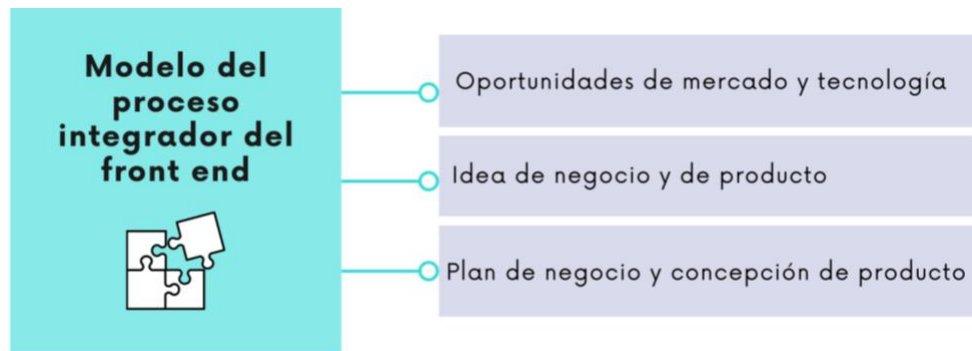 Modelo del
proceso
integrador del
front end
Oportunidades de mercado y tecnología
Idea de negocio y de producto
Plan de negocio y concepción de producto